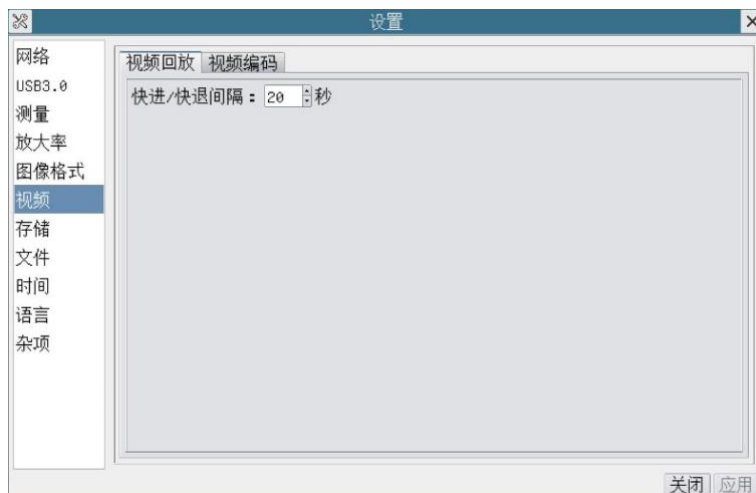 设置
网络
USB3.0
测量
放大率
图像格式
视频
存储
文件
时间
语言
杂项
视频回放 视频编码
快进/快退间隔: 20 秒
关闭 应用